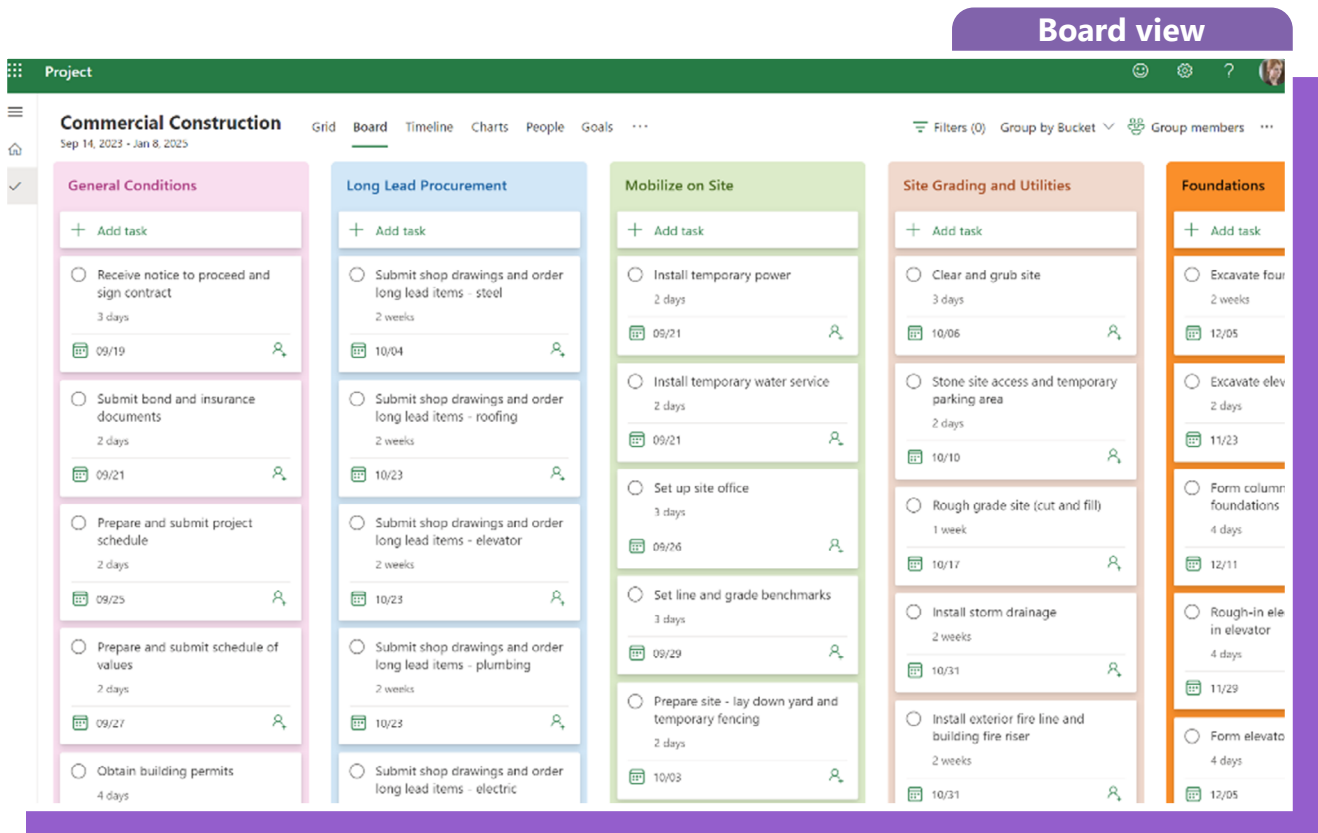 Board view
Project
?
Commercial Construction
Sep 14, 2023 - Jan 8, 2025
Grid Board Timeline Charts People Goals ...
Filters (0) Group by Bucket Group members ...
General Conditions
Add task
Receive notice to proceed and
sign contract
3 days
09/19
Submit bond and insurance
documents
2 days
09/21
Prepare and submit project
schedule
2 days
09/25
Prepare and submit schedule of
values
2 days
09/27
Obtain building permits
4 days
Long Lead Procurement
Add task
Submit shop drawings and order
long lead items - steel
2 weeks
10/04
Submit shop drawings and order
long lead items - roofing
2 weeks
10/23
Submit shop drawings and order
long lead items - elevator
2 weeks
10/23
Submit shop drawings and order
long lead items - plumbing
2 weeks
10/23
Submit shop drawings and order
long lead items - electric
Mobilize on Site
Add task
Install temporary power
2 days
09/21
Install temporary water service
2 days
09/21
Set up site office
3 days
09/26
Set line and grade benchmarks
3 days
09/29
Prepare site - lay down yard and
temporary fencing
2 days
10/03
Site Grading and Utilities
Add task
Clear and grub site
3 days
10/06
Stone site access and temporary
parking area
2 days
10/10
Rough grade site (cut and fill)
1 week
10/17
Install storm drainage
2 weeks
10/31
Install exterior fire line and
building fire riser
2 weeks
10/31
Foundations
Add task
Excavate four
2 weeks
12/05
Excavate elev
2 days
11/23
Form column
foundations
4 days
12/11
Rough-in ele
in elevator
4 days
11/29
Form elevato
4 days
12/05